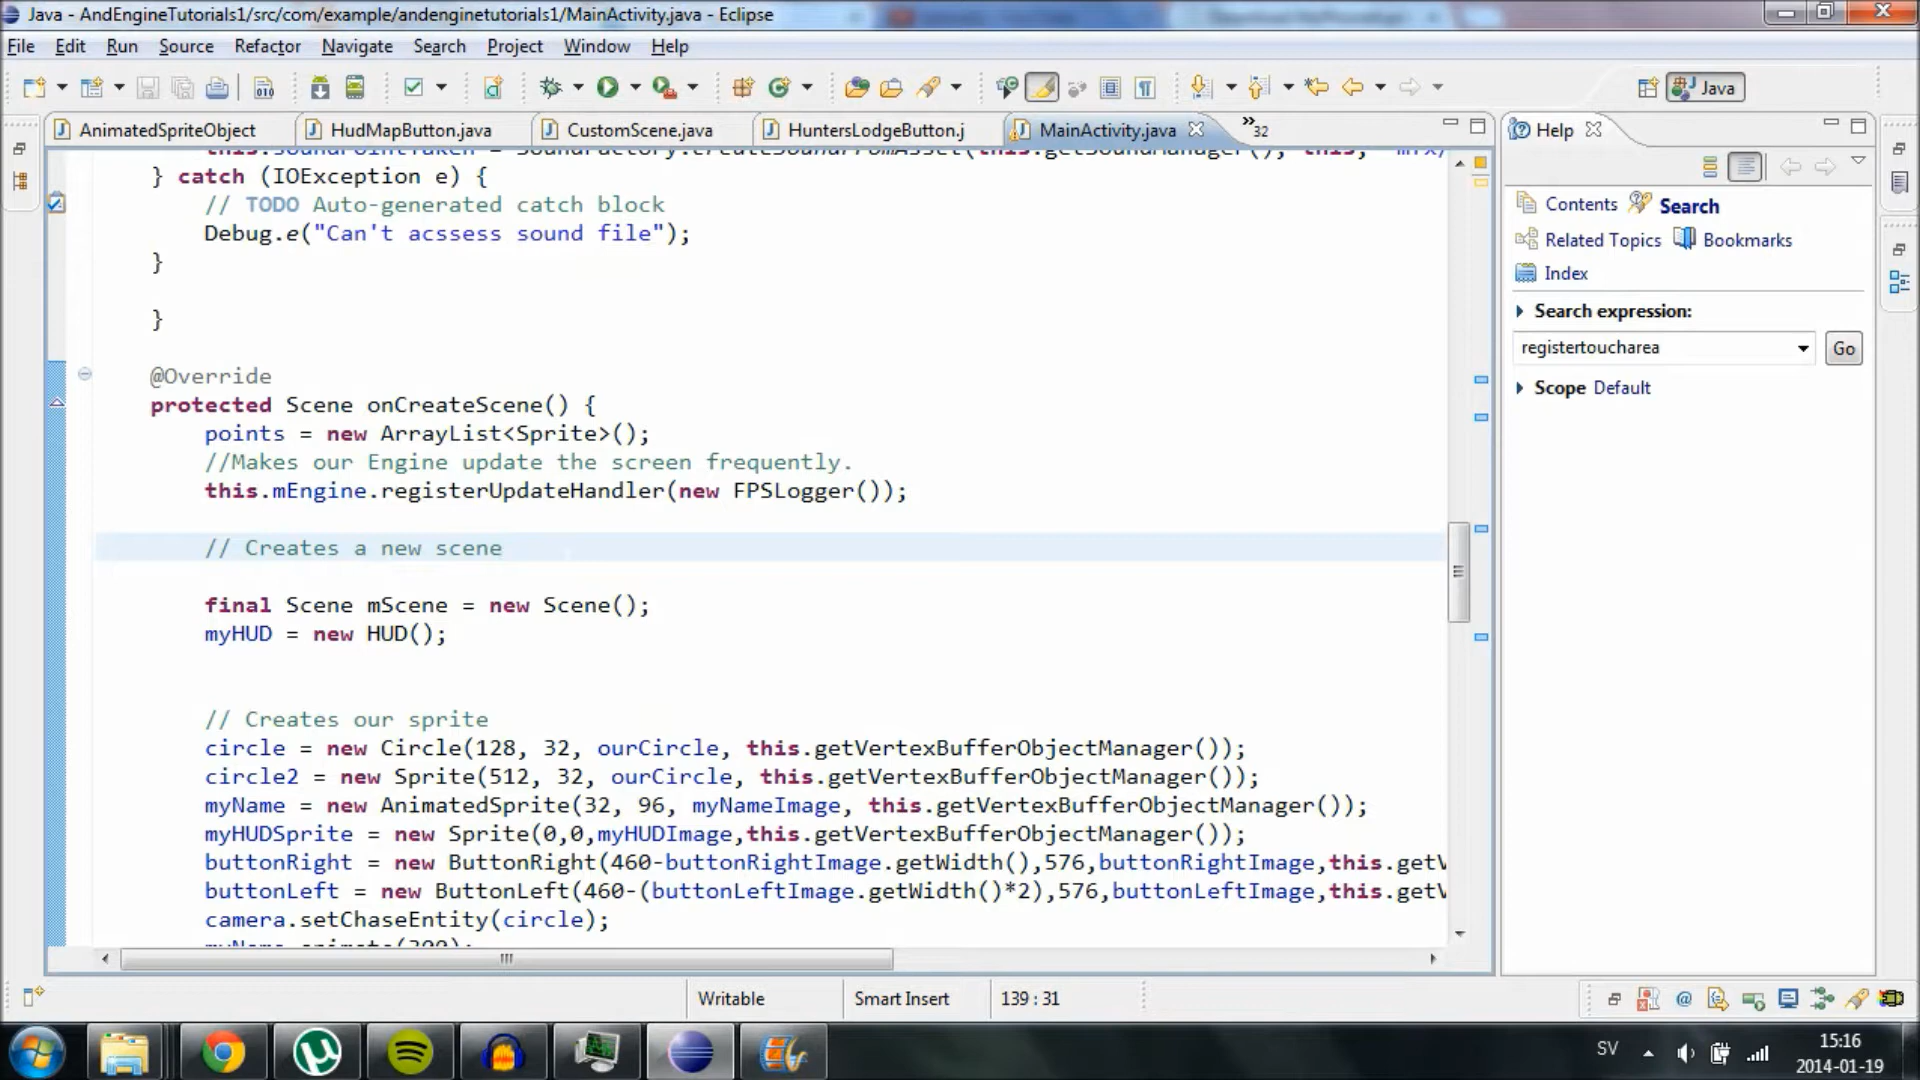 Java - AndEngineTutorials1/src/com/example/andenginetutorials1/MainActivity.java - Eclipse
File Edit Run Source Refactor Navigate Search Project Window Help
Java
AnimatedSpriteObject HudMapButton.java CustomScene.java HuntersLodgeButton.j MainActivity.java »32
Help
} catch (IOException e) {
// TODO Auto-generated catch block
Debug.e("Can't acssess sound file");
}
}
@Override
protected Scene onCreateScene() {
points = new ArrayList<Sprite>();
//Makes our Engine update the screen frequently.
this.mEngine.registerUpdateHandler(new FPSLogger());
// Creates a new scene
final Scene mScene = new Scene();
myHUD = new HUD();
// Creates our sprite
circle = new Circle(128, 32, ourCircle, this.getVertexBufferObjectManager());
circle2 = new Sprite(512, 32, ourCircle, this.getVertexBufferObjectManager());
myName = new AnimatedSprite(32, 96, myNameImage, this.getVertexBufferObjectManager());
myHUDSprite = new Sprite(0,0,myHUDImage,this.getVertexBufferObjectManager());
buttonRight = new ButtonRight(460-buttonRightImage.getWidth(),576,buttonRightImage,this.getV
buttonLeft = new ButtonLeft(460-(buttonLeftImage.getWidth()*2),576,buttonLeftImage,this.getV
camera.setChaseEntity(circle);
Contents Search
Related Topics Bookmarks
Index
Search expression:
registertoucharea Go
Scope Default
Writable Smart Insert 139 : 31
SV
15:16
2014-01-19